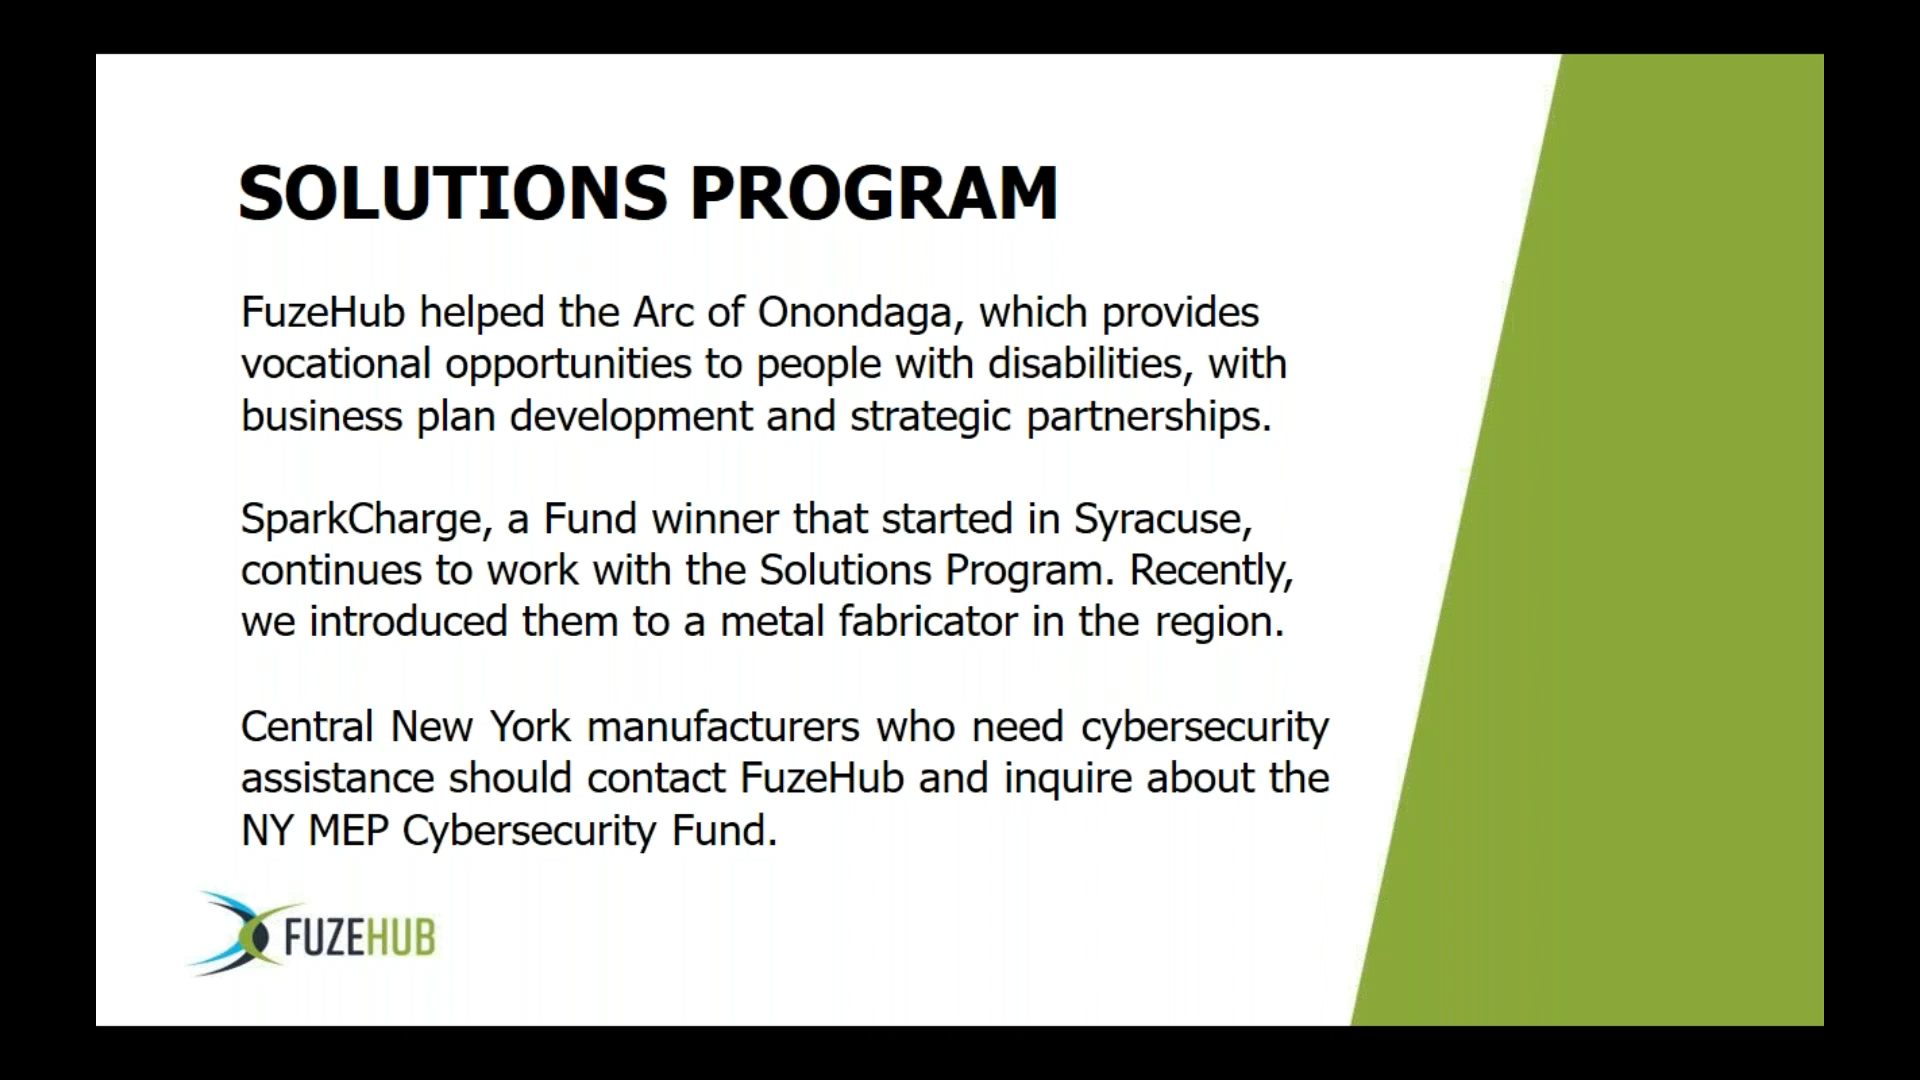 SOLUTIONS PROGRAM
FuzeHub helped the Arc of Onondaga, which provides
vocational opportunities to people with disabilities, with
business plan development and strategic partnerships.
SparkCharge, a Fund winner that started in Syracuse,
continues to work with the Solutions Program. Recently,
we introduced them to a metal fabricator in the region.
Central New York manufacturers who need cybersecurity
assistance should contact FuzeHub and inquire about the
NY MEP Cybersecurity Fund.
FUZEHUB